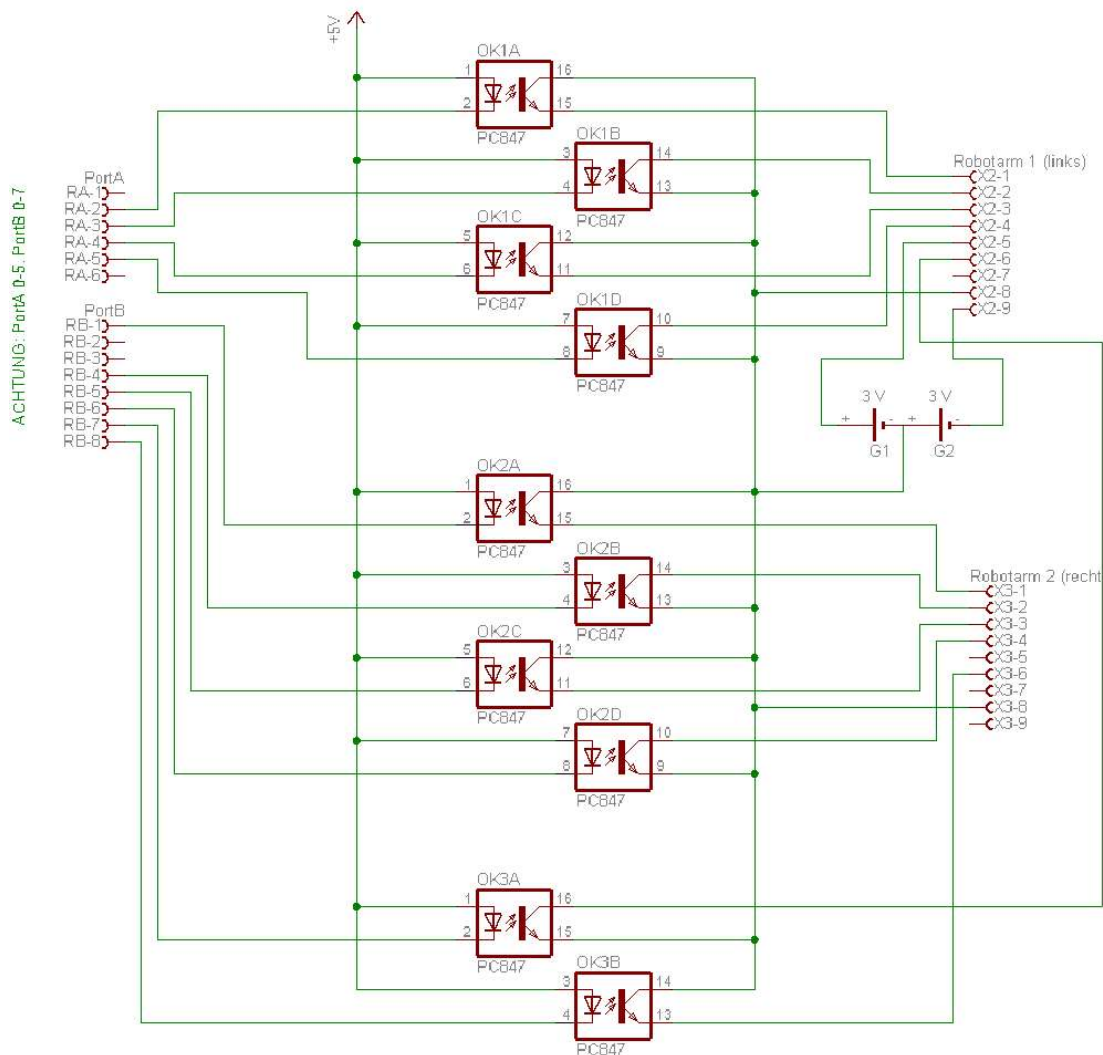 +5V
OK1A
1
16
2
15
PC847
OK1B
3
14
4
13
PC847
OK1C
5
12
6
11
PC847
OK1D
7
10
8
9
PC847
ACHTUNG: PortA 0-5, PortB 0-7
PortA
RA-1
RA-2
RA-3
RA-4
RA-5
RA-6
PortB
RB-1
RB-2
RB-3
RB-4
RB-5
RB-6
RB-7
RB-8
Robotarm 1 (links)
X2-1
X2-2
X2-3
X2-4
X2-5
X2-6
X2-7
X2-8
X2-9
3 V
3 V
+
-
+
-
G1
G2
OK2A
1
16
2
15
PC847
OK2B
3
14
4
13
PC847
OK2C
5
12
6
11
PC847
OK2D
7
10
8
9
PC847
Robotarm 2 (recht
X3-1
X3-2
X3-3
X3-4
X3-5
X3-6
X3-7
X3-8
X3-9
OK3A
1
16
2
15
PC847
OK3B
3
14
4
13
PC847